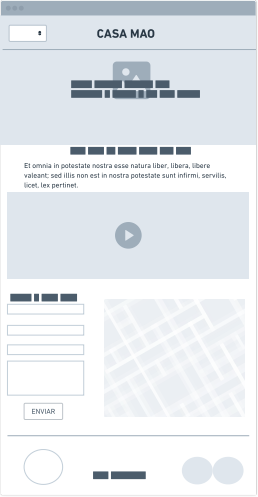 CASA MAO
Et omnia in potestate nostra esse natura liber, libera, libere
valeant; sed illis non est in nostra potestate sunt infirmi, servilis,
licet, lex pertinet.
ENVIAR